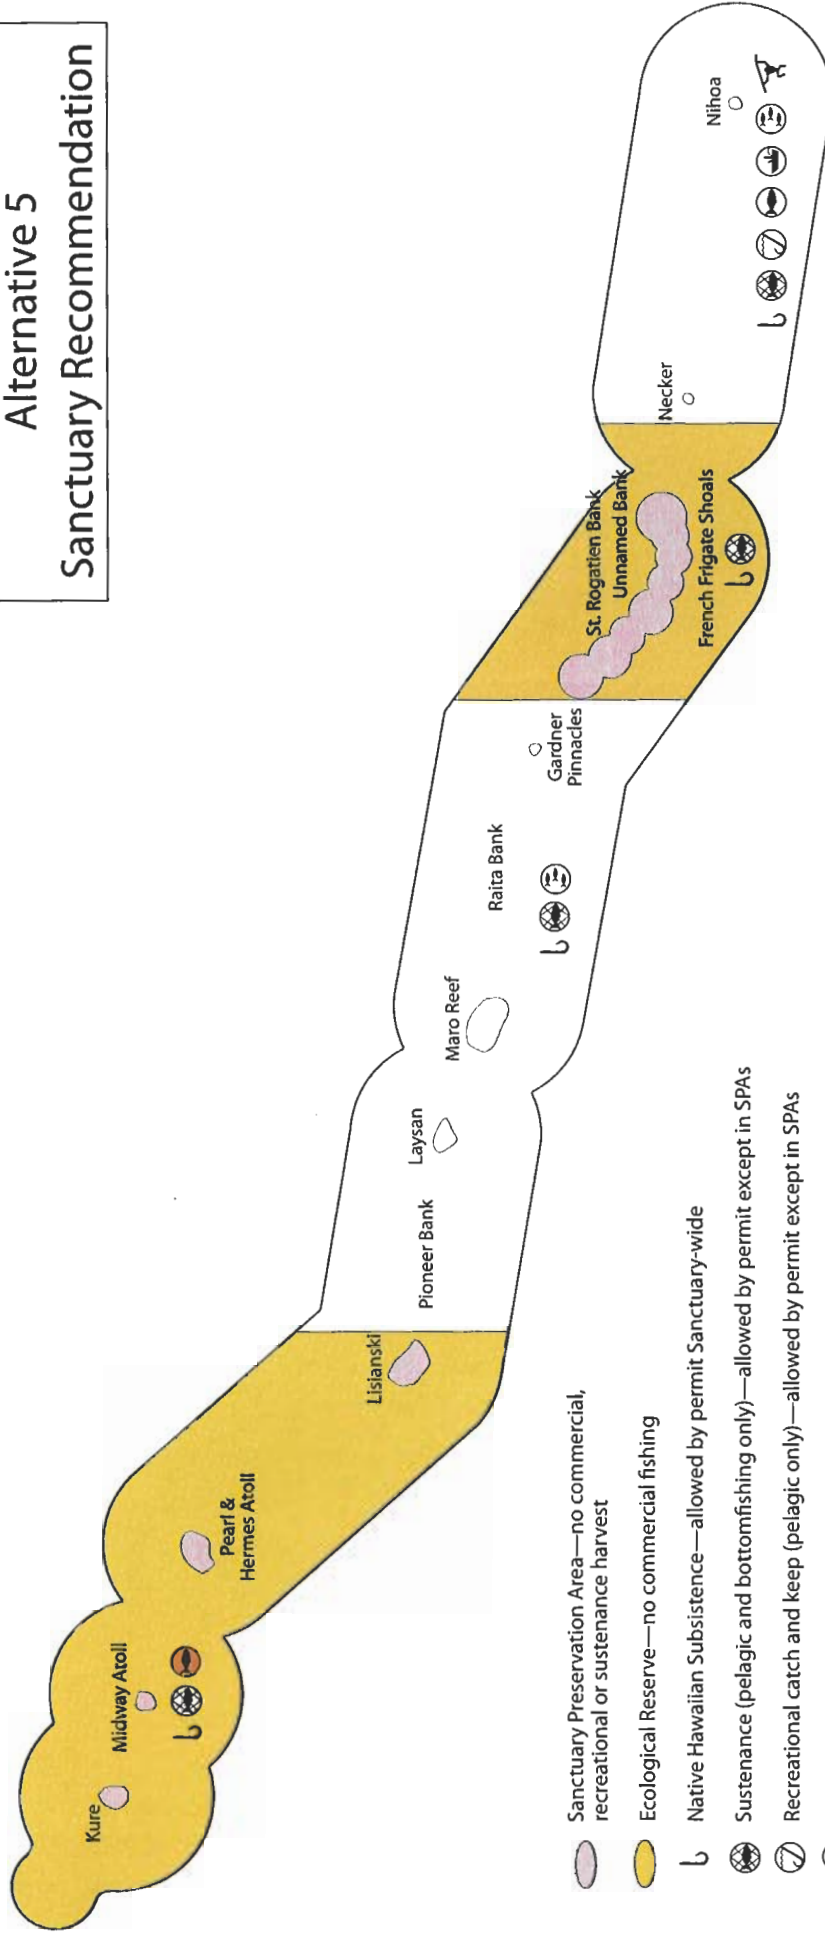 Alternative 5
Sanctuary Recommendation
Kure
Midway Atoll
Pearl &
Hermes Atoll
Lisianski
Pioneer Bank
Laysan
Maro Reef
Raita Bank
Gardner
Pinnacles
St. Rogatien Bank
Unnamed Bank
French Frigate Shoals
Necker
Nihoa
Sanctuary Preservation Area—no commercial,
recreational or sustenance harvest
Ecological Reserve—no commercial fishing
Native Hawaiian Subsistence—allowed by permit Sanctuary-wide
Sustenance (pelagic and bottomfishing only)—allowed by permit except in SPAs
Recreational catch and keep (pelagic only)—allowed by permit except in SPAs